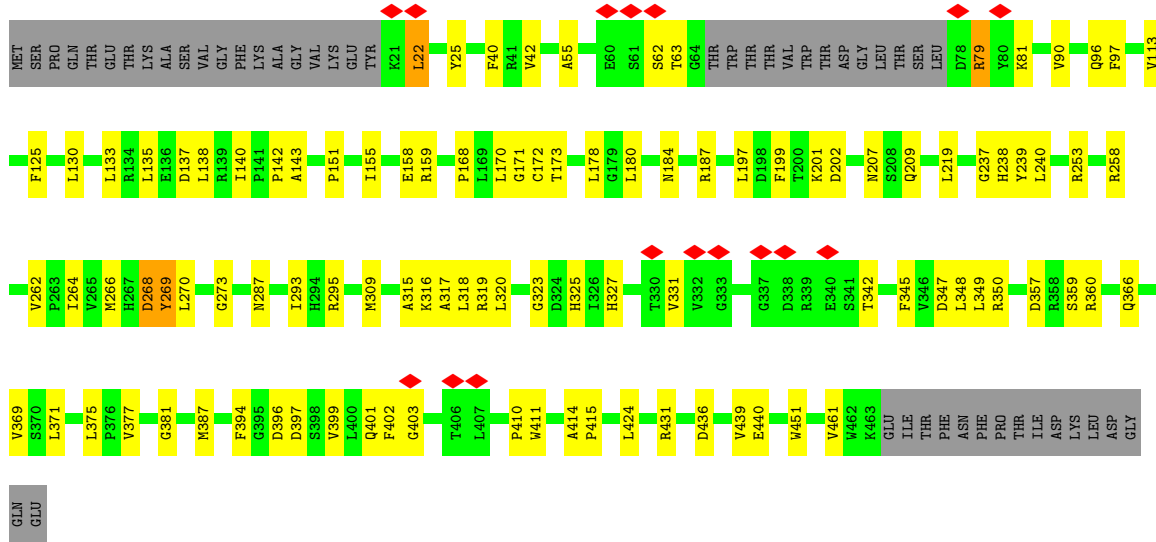 MET SER PRO GLN THR GLU THR LYS ALA SER VAL GLY PHE LYS ALA GLY VAL LYS GLU TYR K21 L22 Y25 F40 R41 V42 A55 E60 S61 S62 T63 G64 THR TRP THR THR VAL TRP THR ASP GLY LEU THR SER LEU D78 R79 Y80 K81 V90 Q96 F97 V113
F125 L130 L133 R134 L135 E136 D137 L138 R139 I140 P141 P142 A143 P151 I155 E158 R159 P168 L169 L170 G171 C172 T173 L178 G179 L180 N184 R187 L197 D198 F199 T200 K201 D202 N207 S208 Q209 L219 G237 H238 Y239 L240 R253 R258
V262 P263 I264 V265 M266 H267 D268 Y269 L270 G273 N287 I293 H294 R295 M309 A315 K316 A317 L318 R319 L320 G323 D324 H325 I326 H327 T330 V331 V332 G333 G337 D338 R339 E340 S341 T342 F345 V346 D347 L348 L349 R350 D357 R358 S359 R360 Q366
V369 S370 L371 L375 P376 V377 G381 M387 F394 G395 D396 D397 S398 V399 L400 Q401 F402 G403 T406 L407 P410 W411 A414 P415 L424 R431 D436 V439 E440 W451 V461 W462 K463 GLU ILE THR PHE ASN PHE PRO THR ILE ASP LYS LEU ASP GLY
GLN GLU